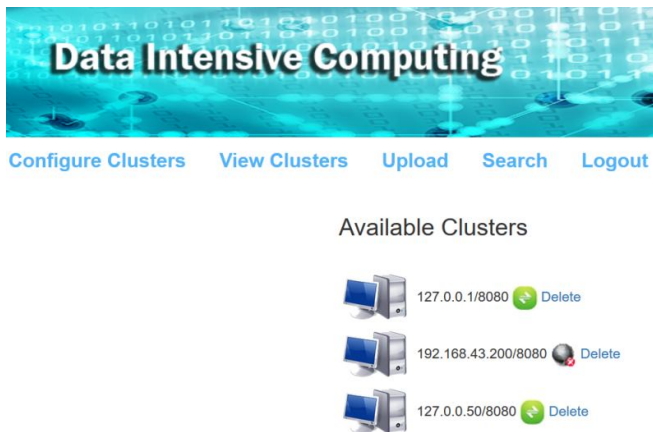 Data Intensive Computing
Configure Clusters View Clusters Upload Search Logout
Available Clusters
127.0.0.1/8080 Delete
192.168.43.200/8080 Delete
127.0.0.50/8080 Delete